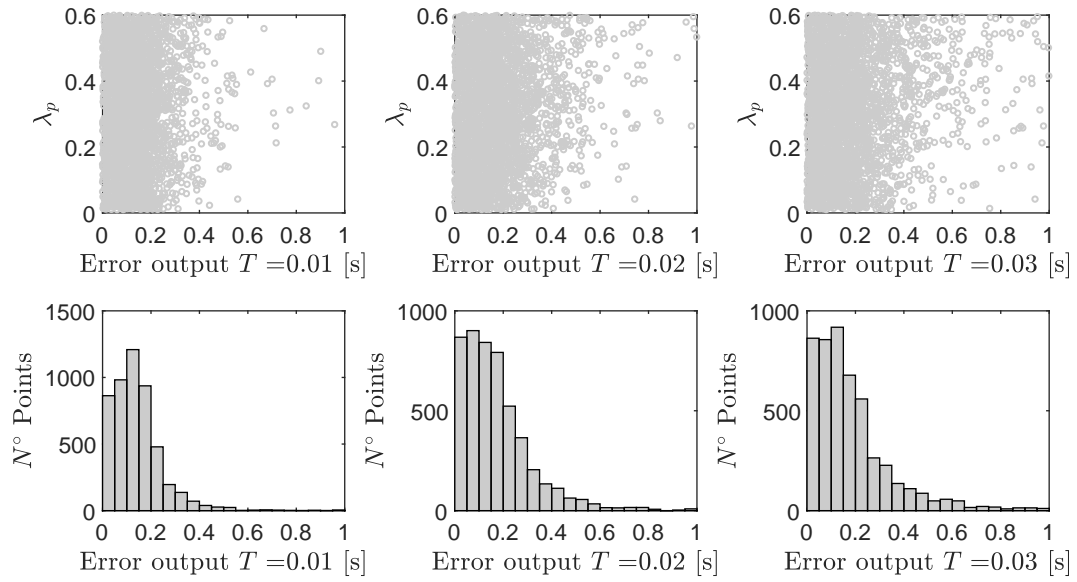 0.6
0.4
0.2
0
λp
0 0.2 0.4 0.6 0.8 1
Error output T =0.01 [s]
0.6
0.4
0.2
0
λp
0 0.2 0.4 0.6 0.8 1
Error output T =0.02 [s]
0.6
0.4
0.2
0
λp
0 0.2 0.4 0.6 0.8 1
Error output T =0.03 [s]
1500
1000
500
0
N° Points
0 0.2 0.4 0.6 0.8 1
Error output T =0.01 [s]
1000
500
0
N° Points
0 0.2 0.4 0.6 0.8 1
Error output T =0.02 [s]
1000
500
0
N° Points
0 0.2 0.4 0.6 0.8 1
Error output T =0.03 [s]